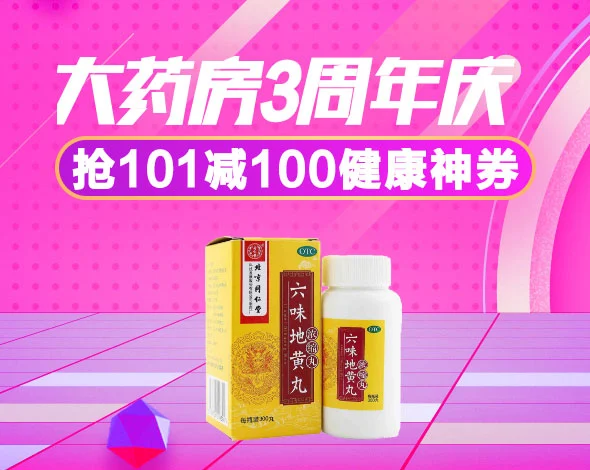 大药房3周年庆
抢101减100健康神券
OTC
北京同仁堂
六味地黄丸
浓缩丸
每瓶装300丸
OTC
六味地黄丸
浓缩丸